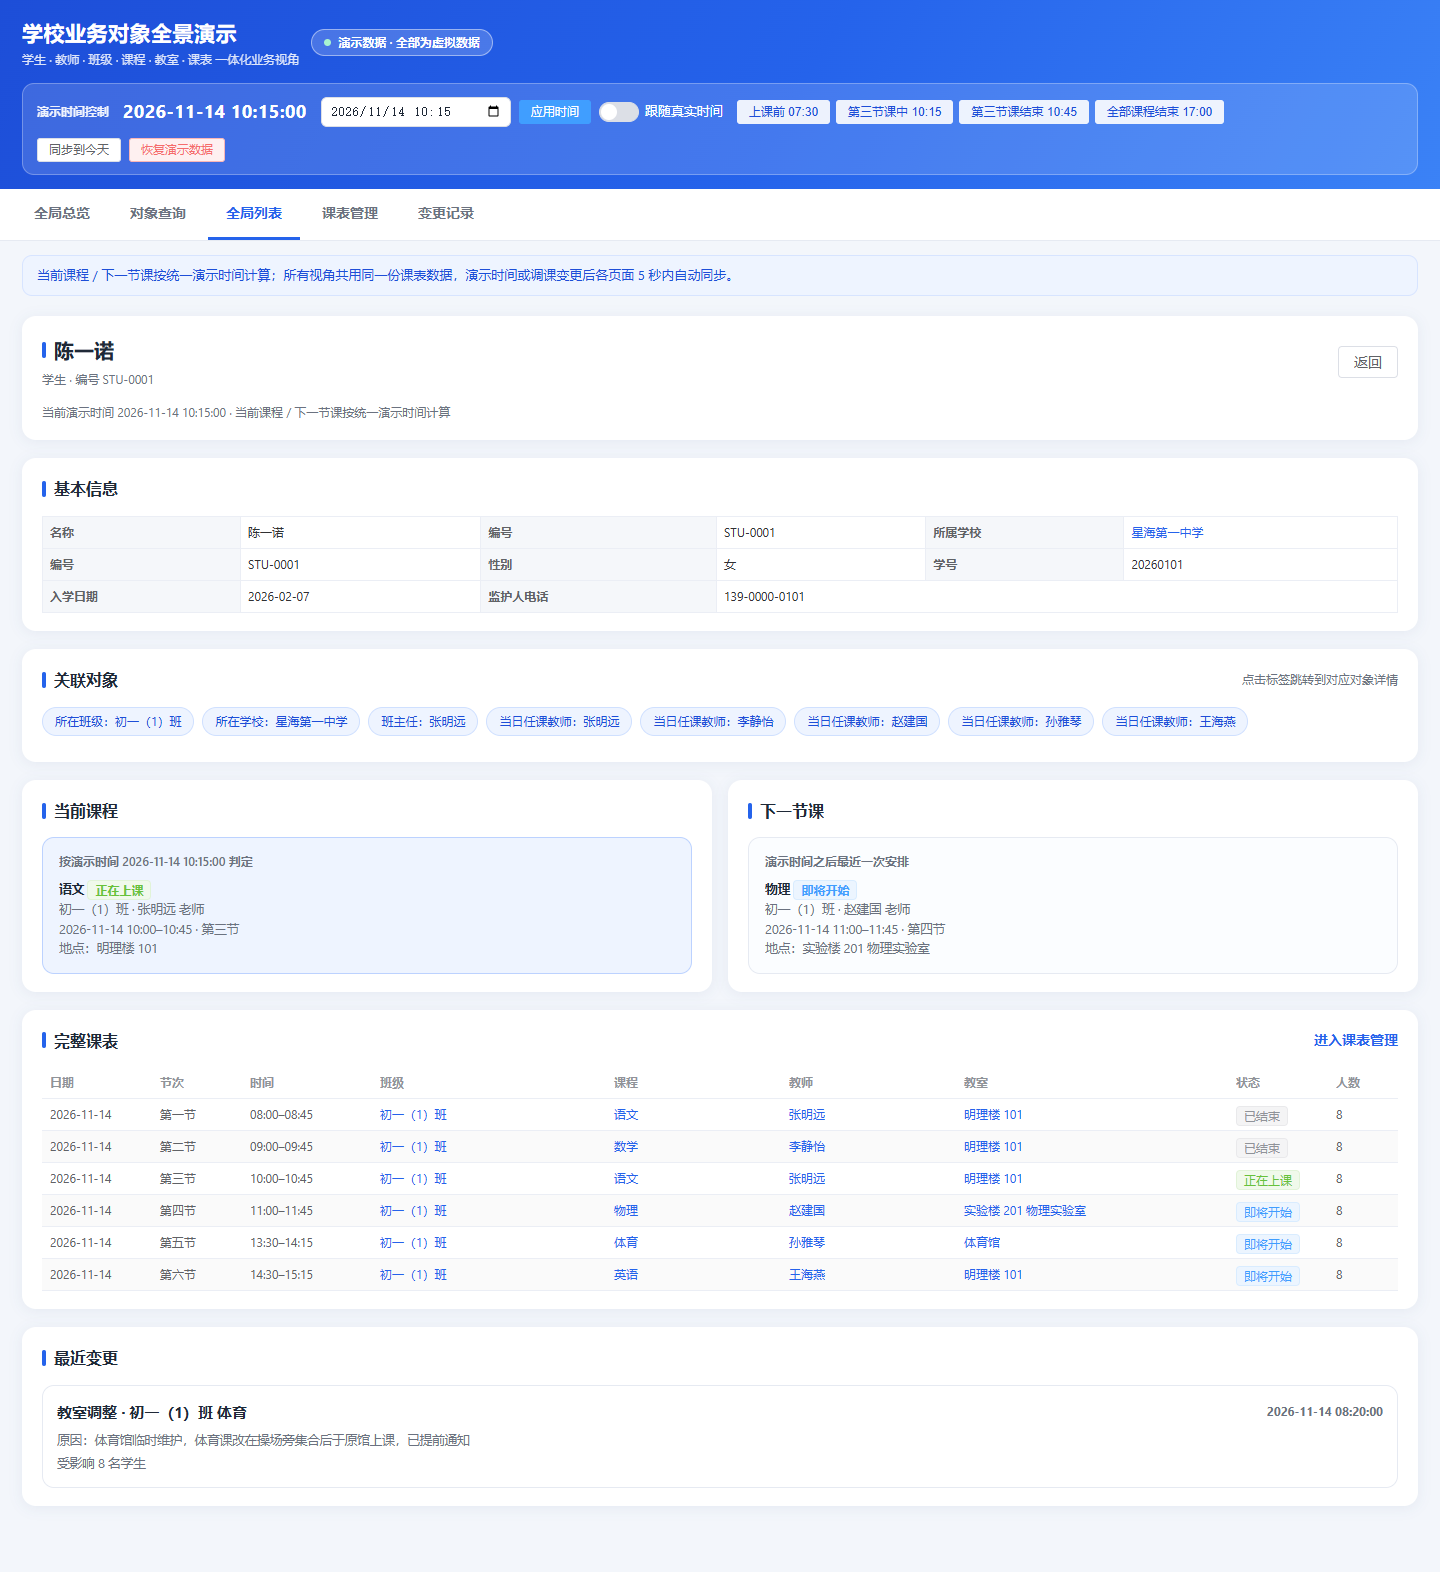 学校业务对象全景演示
学生 · 教师 · 班级 · 课程 · 教室 · 课表 一体化业务视角
演示数据 · 全部为虚拟数据
演示时间控制 2026-11-14 10:15:00 2026/11/14 10:15 应用时间 跟随真实时间 上课前 07:30 第三节课中 10:15 第三节课结束 10:45 全部课程结束 17:00
同步到今天 恢复演示数据
全局总览 对象查询 全局列表 课表管理 变更记录
当前课程 / 下一节课按统一演示时间计算；所有视角共用同一份课表数据，演示时间或调课变更后各页面 5 秒内自动同步。
陈一诺
返回
学生 · 编号 STU-0001
当前演示时间 2026-11-14 10:15:00 · 当前课程 / 下一节课按统一演示时间计算
基本信息
名称 陈一诺 编号 STU-0001 所属学校 星海第一中学
编号 STU-0001 性别 女 学号 20260101
入学日期 2026-02-07 监护人电话 139-0000-0101
关联对象
点击标签跳转到对应对象详情
所在班级：初一（1）班 所在学校：星海第一中学 班主任：张明远 当日任课教师：张明远 当日任课教师：李静怡 当日任课教师：赵建国 当日任课教师：孙雅琴 当日任课教师：王海燕
当前课程
按演示时间 2026-11-14 10:15:00 判定
语文 正在上课
初一（1）班 · 张明远 老师
2026-11-14 10:00–10:45 · 第三节
地点：明理楼 101
下一节课
演示时间之后最近一次安排
物理 即将开始
初一（1）班 · 赵建国 老师
2026-11-14 11:00–11:45 · 第四节
地点：实验楼 201 物理实验室
完整课表
进入课表管理
日期 节次 时间 班级 课程 教师 教室 状态 人数
2026-11-14 第一节 08:00–08:45 初一（1）班 语文 张明远 明理楼 101 已结束 8
2026-11-14 第二节 09:00–09:45 初一（1）班 数学 李静怡 明理楼 101 已结束 8
2026-11-14 第三节 10:00–10:45 初一（1）班 语文 张明远 明理楼 101 正在上课 8
2026-11-14 第四节 11:00–11:45 初一（1）班 物理 赵建国 实验楼 201 物理实验室 即将开始 8
2026-11-14 第五节 13:30–14:15 初一（1）班 体育 孙雅琴 体育馆 即将开始 8
2026-11-14 第六节 14:30–15:15 初一（1）班 英语 王海燕 明理楼 101 即将开始 8
最近变更
教室调整 · 初一（1）班 体育
2026-11-14 08:20:00
原因：体育馆临时维护，体育课改在操场旁集合后于原馆上课，已提前通知
受影响 8 名学生